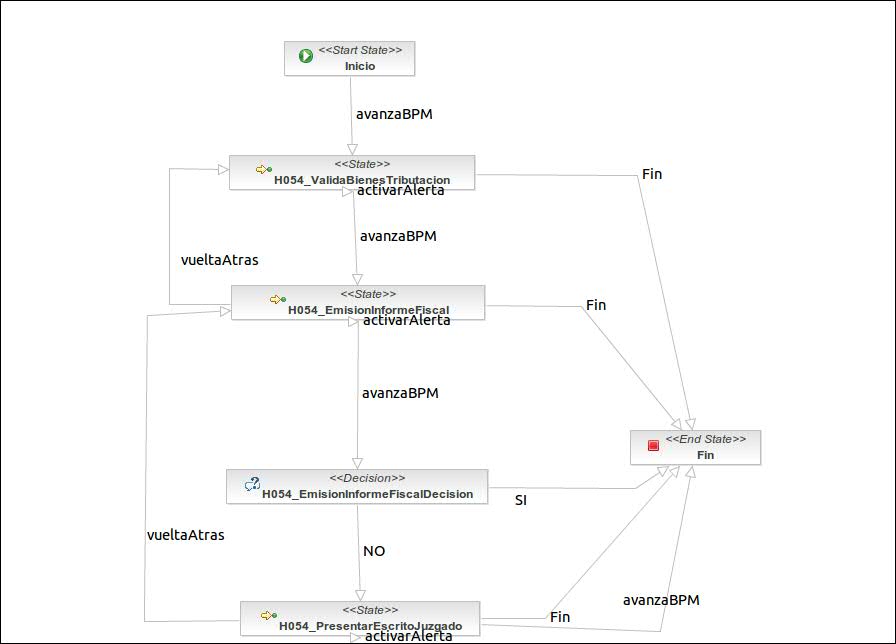 <<Start State>>
Inicio
avanzaBPM
<<State>>
H054_ValidaBienesTributacion
Fin
activarAlerta
avanzaBPM
vueltaAtras
<<State>>
H054_EmisionInformeFiscal
Fin
activarAlerta
avanzaBPM
<<End State>>
Fin
<<Decision>>
H054_EmisionInformeFiscalDecision
SI
vueltaAtras
NO
avanzaBPM
<<State>>
H054_PresentarEscritoJuzgado
Fin
activarAlerta